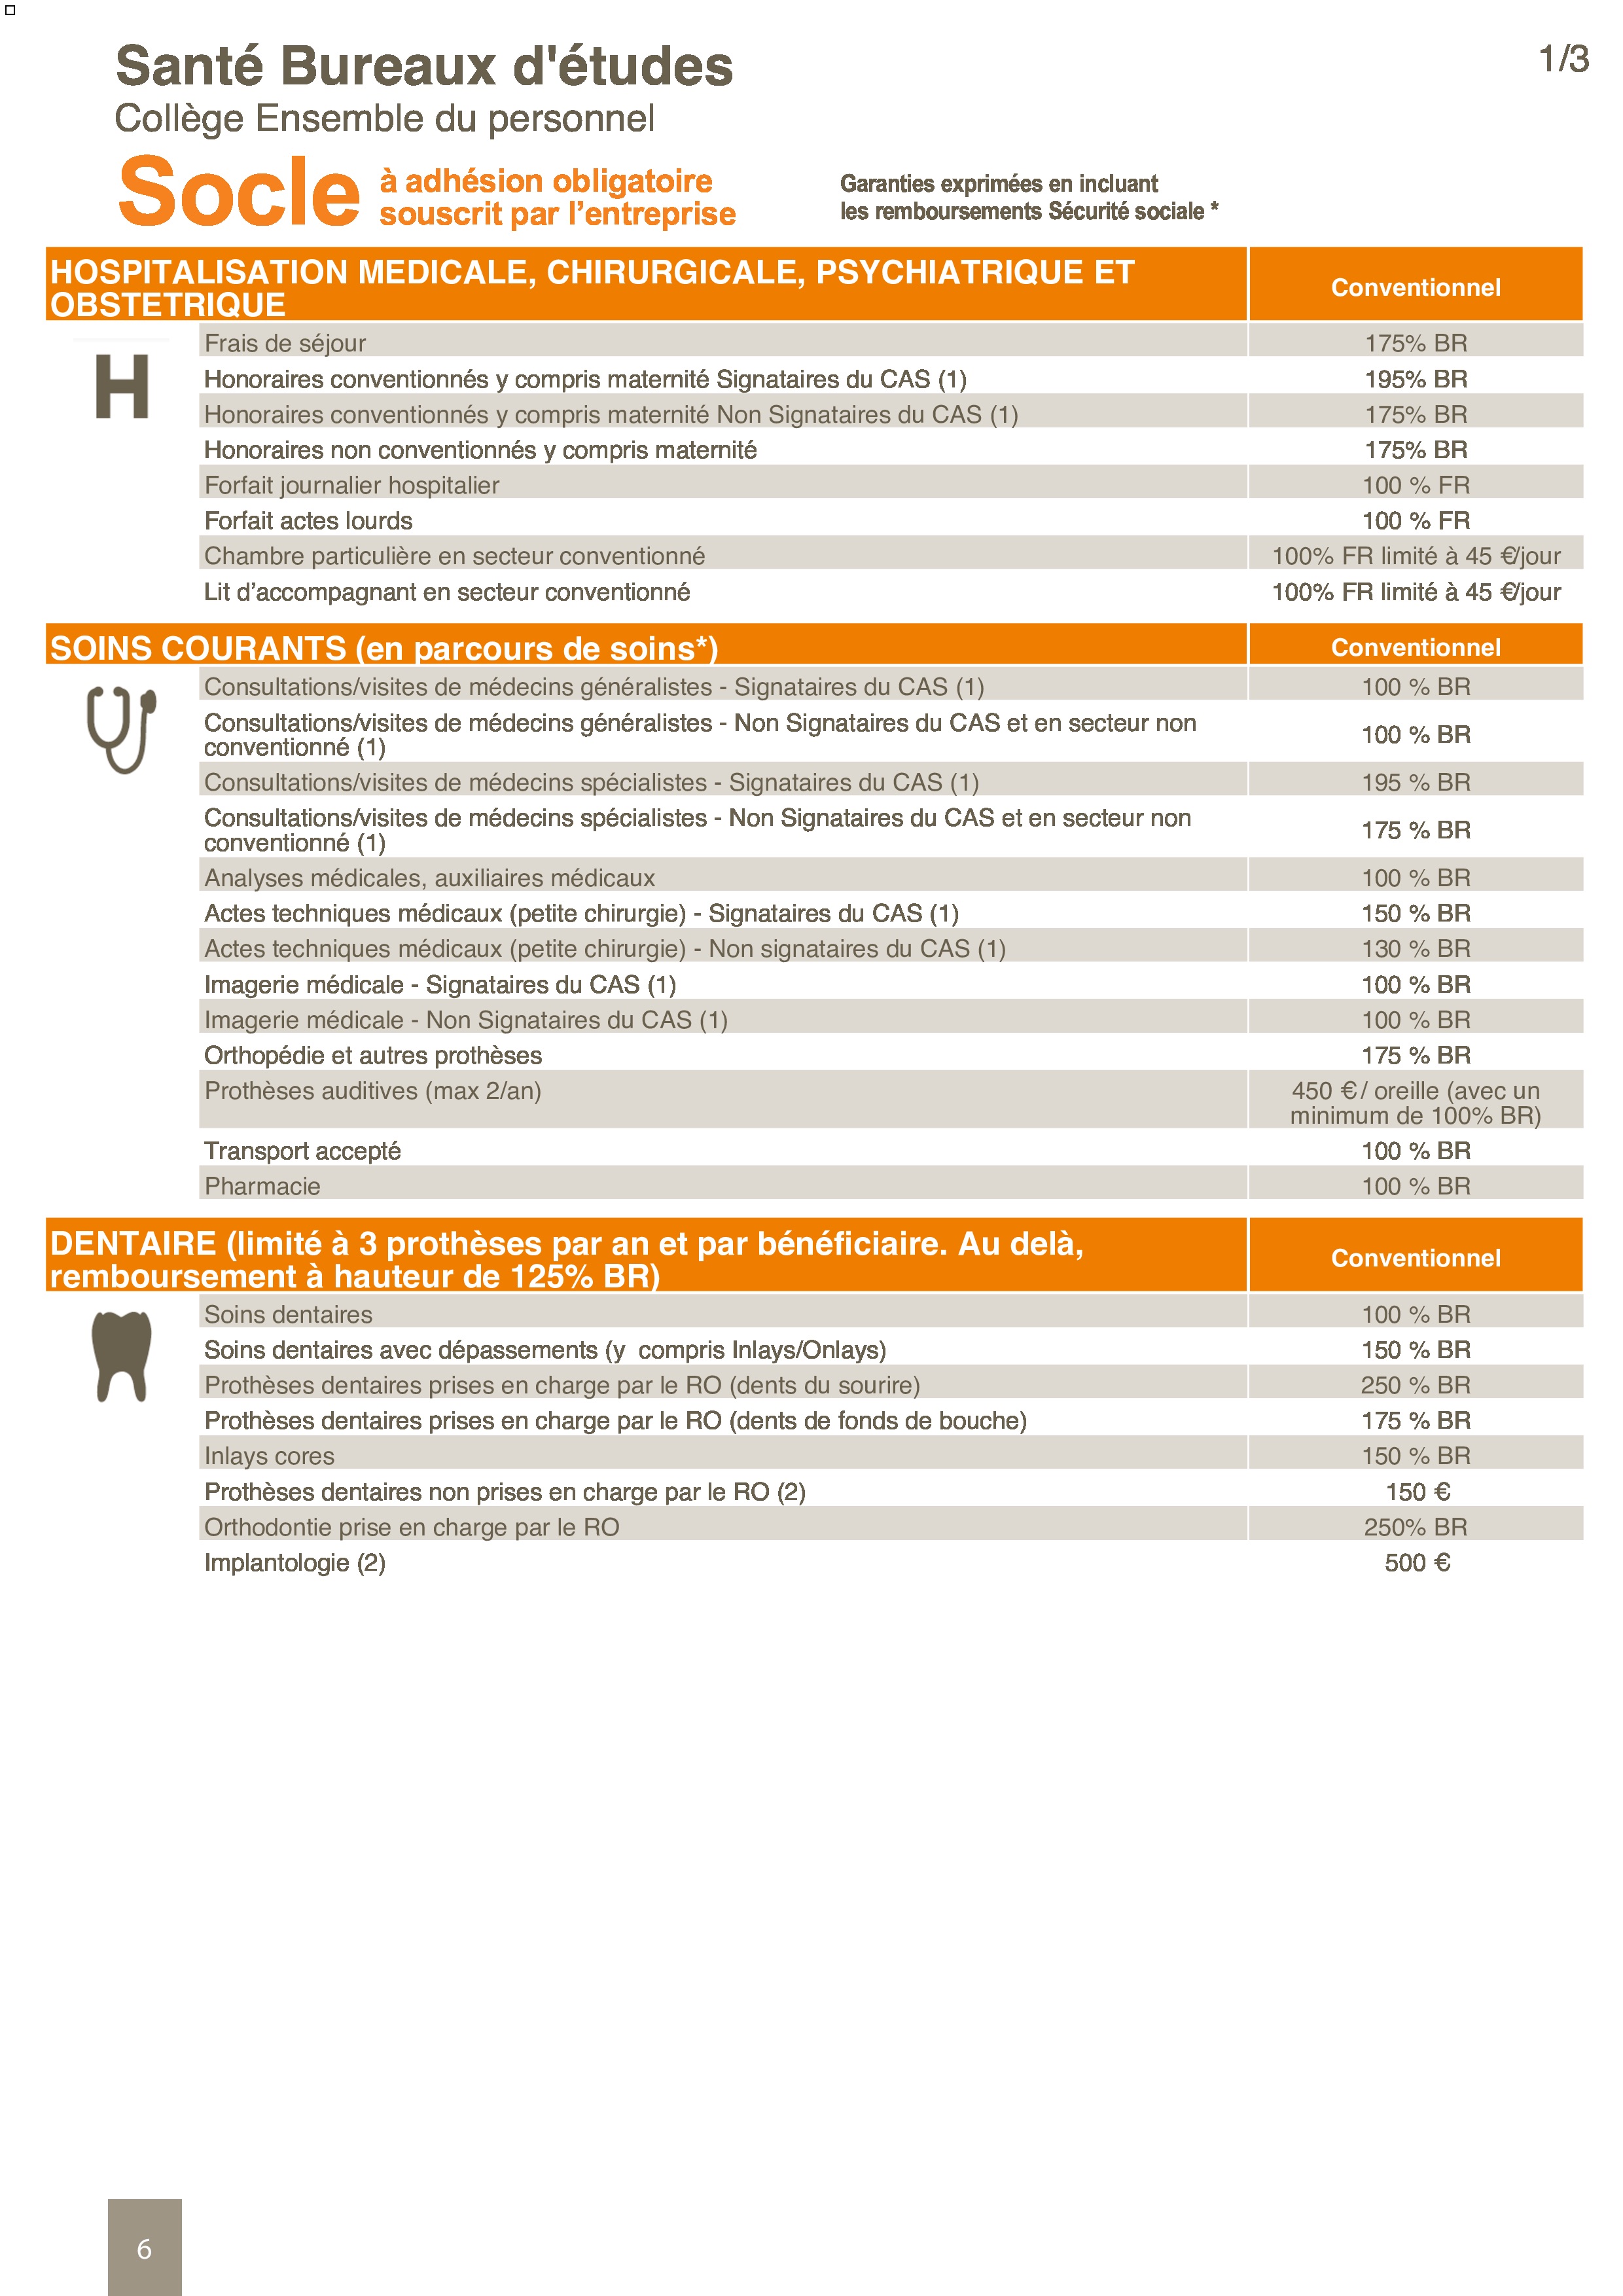 Santé Bureaux d'études
1/3
Collège Ensemble du personnel
Socle
à adhésion obligatoire
souscrit par l'entreprise
Garanties exprimées en incluant
les remboursements Sécurité sociale *
HOSPITALISATION MEDICALE, CHIRURGICALE, PSYCHIATRIQUE ET
OBSTETRIQUE
Conventionnel
H
Frais de séjour 175% BR
Honoraires conventionnés y compris maternité Signataires du CAS (1) 195% BR
Honoraires conventionnés y compris maternité Non Signataires du CAS (1) 175% BR
Honoraires non conventionnés y compris maternité 175% BR
Forfait journalier hospitalier 100 % FR
Forfait actes lourds 100 % FR
Chambre particulière en secteur conventionné 100% FR limité à 45 €/jour
Lit d'accompagnant en secteur conventionné 100% FR limité à 45 €/jour
SOINS COURANTS (en parcours de soins*) Conventionnel
Consultations/visites de médecins généralistes - Signataires du CAS (1) 100 % BR
Consultations/visites de médecins généralistes - Non Signataires du CAS et en secteur non
conventionné (1)
100 % BR
Consultations/visites de médecins spécialistes - Signataires du CAS (1) 195 % BR
Consultations/visites de médecins spécialistes - Non Signataires du CAS et en secteur non
conventionné (1)
175 % BR
Analyses médicales, auxiliaires médicaux 100 % BR
Actes techniques médicaux (petite chirurgie) - Signataires du CAS (1) 150 % BR
Actes techniques médicaux (petite chirurgie) - Non signataires du CAS (1) 130 % BR
Imagerie médicale - Signataires du CAS (1) 100 % BR
Imagerie médicale - Non Signataires du CAS (1) 100 % BR
Orthopédie et autres prothèses 175 % BR
Prothèses auditives (max 2/an) 450 €/ oreille (avec un
minimum de 100% BR)
Transport accepté 100 % BR
Pharmacie 100 % BR
DENTAIRE (limité à 3 prothèses par an et par bénéficiaire. Au delà,
remboursement à hauteur de 125% BR)
Conventionnel
Soins dentaires 100 % BR
Soins dentaires avec dépassements (y compris Inlays/Onlays) 150 % BR
Prothèses dentaires prises en charge par le RO (dents du sourire) 250 % BR
Prothèses dentaires prises en charge par le RO (dents de fonds de bouche) 175 % BR
Inlays cores 150 % BR
Prothèses dentaires non prises en charge par le RO (2) 150 €
Orthodontie prise en charge par le RO 250% BR
Implantologie (2) 500 €
6